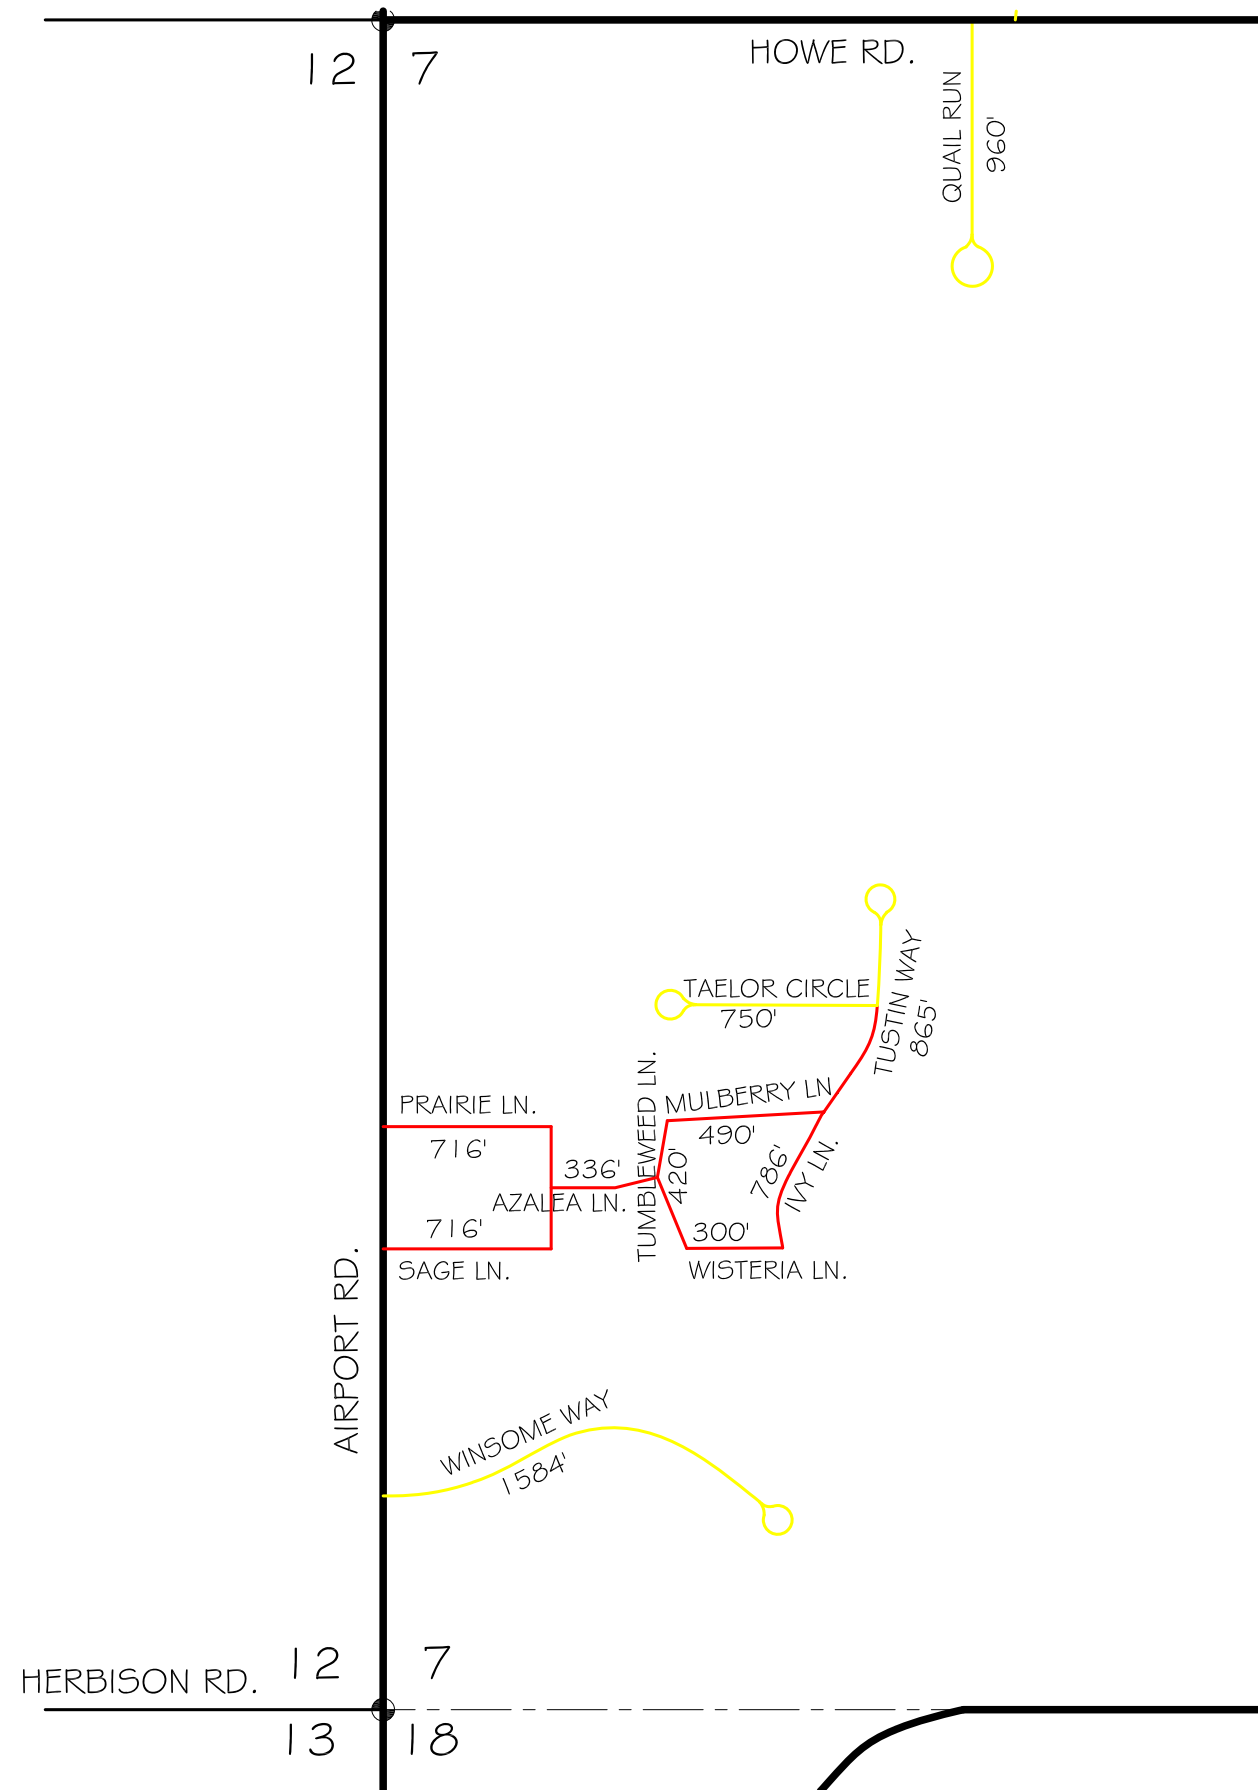 12 7
HOWE RD.
QUAIL RUN
960'
TAELOR CIRCLE
750'
TUSTIN WAY
865'
PRAIRIE LN.
716'
MULBERRY LN
490'
TUMBLEWEED LN.
420'
336'
AZALEA LN.
786'
IVY LN.
716'
SAGE LN.
300'
WISTERIA LN.
AIRPORT RD.
WINSOME WAY
1584'
12 7
HERBISON RD.
13 18